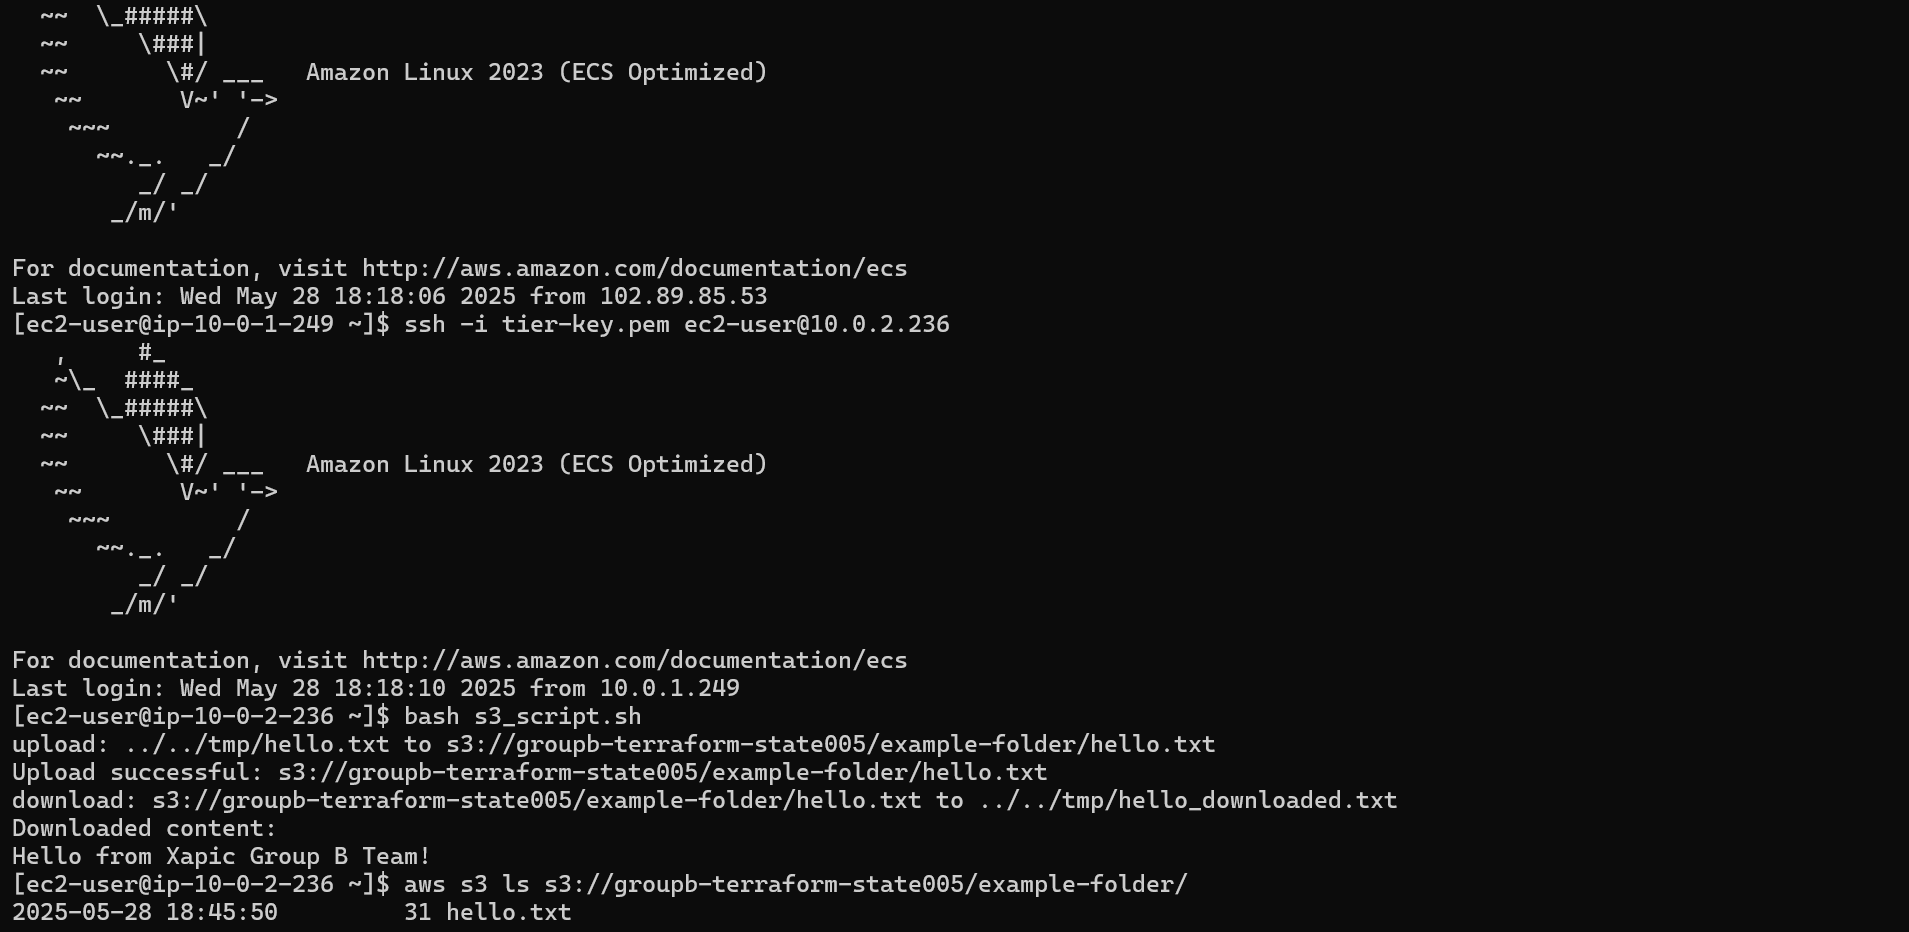 ~~  \_#####\
   ~~     \###|
   ~~       \#/ ___   Amazon Linux 2023 (ECS Optimized)
    ~~       V~' '->
     ~~~         /
       ~~._.   _/
          _/ _/
        _/m/'
For documentation, visit http://aws.amazon.com/documentation/ecs
Last login: Wed May 28 18:18:06 2025 from 102.89.85.53
[ec2-user@ip-10-0-1-249 ~]$ ssh -i tier-key.pem ec2-user@10.0.2.236
    ,     #_
    ~\_  ####_
   ~~  \_#####\
   ~~     \###|
   ~~       \#/ ___   Amazon Linux 2023 (ECS Optimized)
    ~~       V~' '->
     ~~~         /
       ~~._.   _/
          _/ _/
        _/m/'
For documentation, visit http://aws.amazon.com/documentation/ecs
Last login: Wed May 28 18:18:10 2025 from 10.0.1.249
[ec2-user@ip-10-0-2-236 ~]$ bash s3_script.sh
upload: ../../tmp/hello.txt to s3://groupb-terraform-state005/example-folder/hello.txt
Upload successful: s3://groupb-terraform-state005/example-folder/hello.txt
download: s3://groupb-terraform-state005/example-folder/hello.txt to ../../tmp/hello_downloaded.txt
Downloaded content:
Hello from Xapic Group B Team!
[ec2-user@ip-10-0-2-236 ~]$ aws s3 ls s3://groupb-terraform-state005/example-folder/
2025-05-28 18:45:50         31 hello.txt